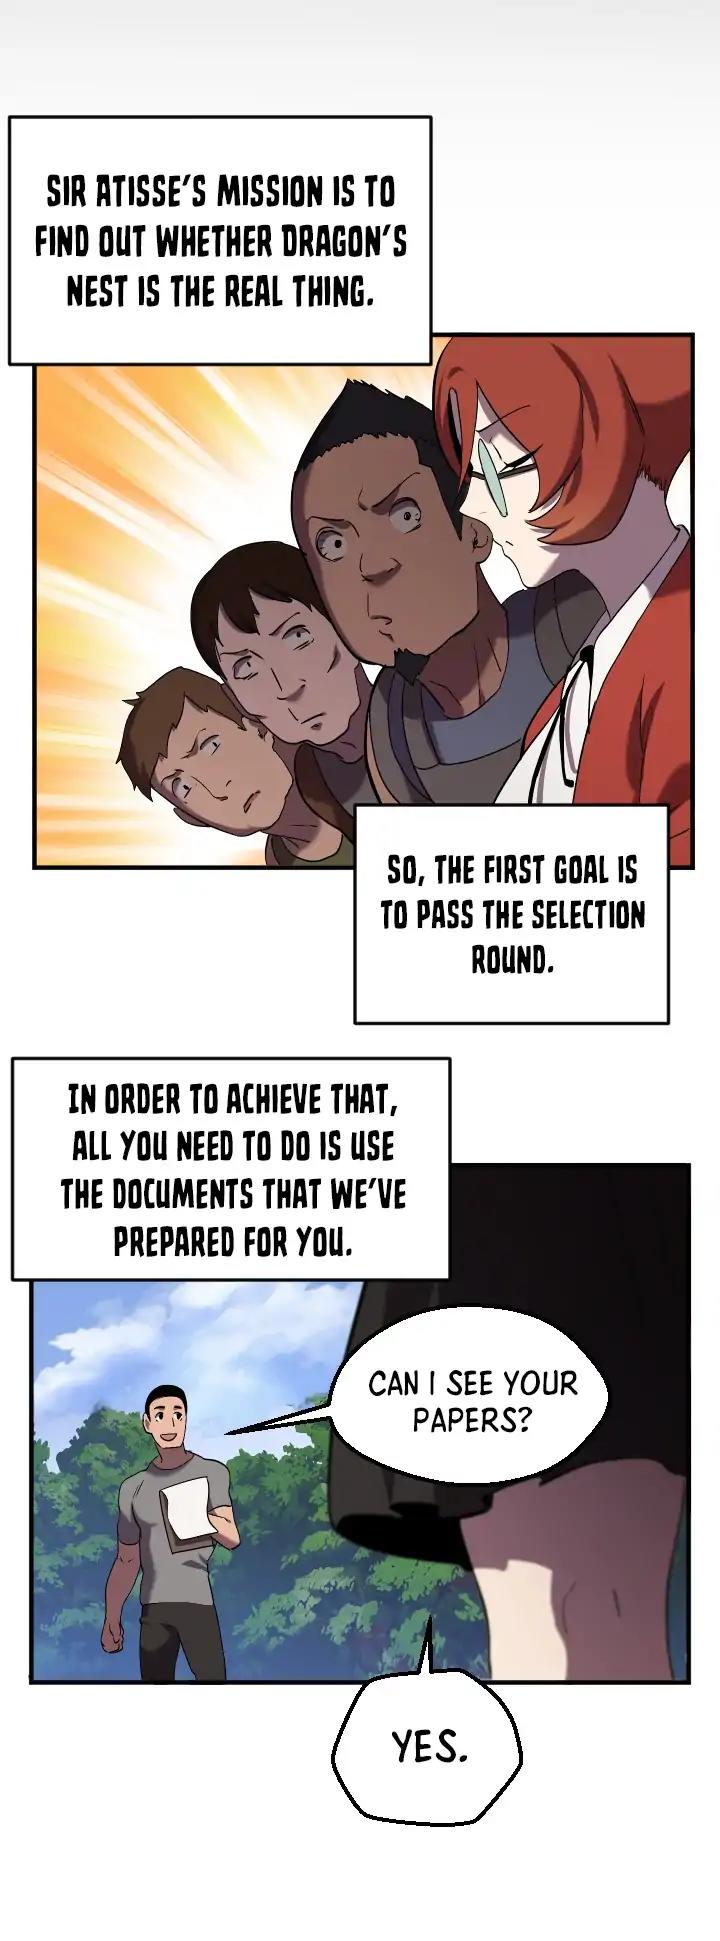 SIR ATISSE'S MISSION IS TO
FIND OUT WHETHER DRAGON'S
NEST IS THE REAL THING.
SO, THE FIRST GOAL IS
TO PASS THE SELECTION
ROUND.
IN ORDER TO ACHIEVE THAT,
ALL YOU NEED TO DO IS USE
THE DOCUMENTS THAT WE'VE
PREPARED FOR YOU.
CAN I SEE YOUR
PAPERS?
YES.